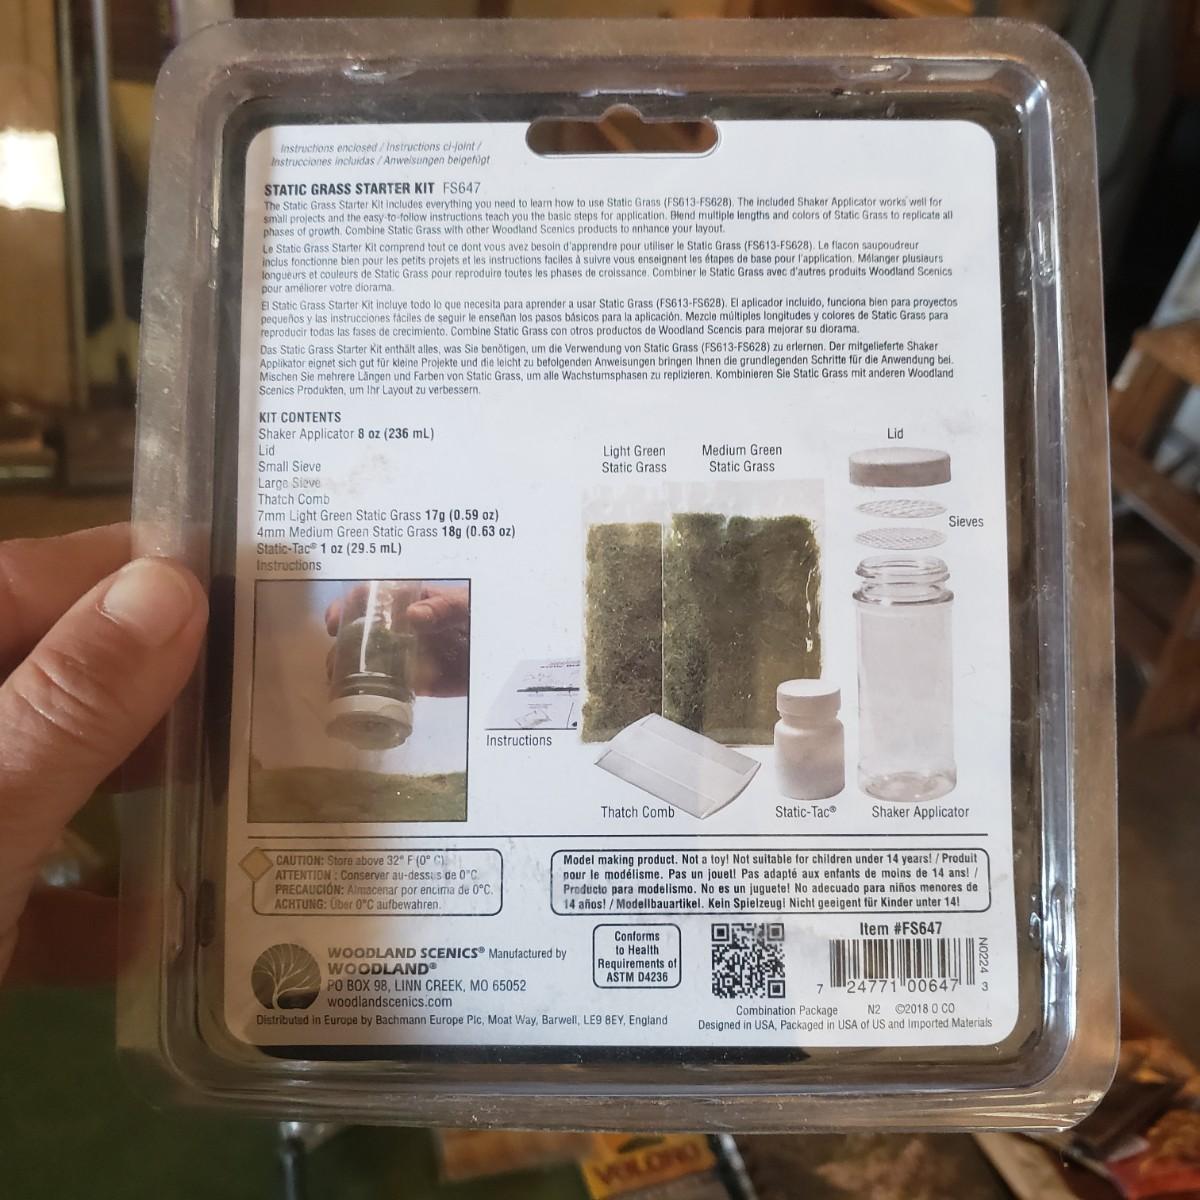 Instructions enclosed / Instructions ci-joint /
Instrucciones incluidas / Anweisungen beigefügt
STATIC GRASS STARTER KIT FS647
The Static Grass Starter Kit includes everything you need to learn how to use Static Grass (FS613-FS628). The included Shaker Applicator works well for
small projects and the easy-to-follow instructions teach you the basic steps for application. Blend multiple lengths and colors of Static Grass to replicate all
phases of growth. Combine Static Grass with other Woodland Scenics products to enhance your layout.
Le Static Grass Starter Kit comprend tout ce dont vous avez besoin d'apprendre pour utiliser le Static Grass (FS613-FS628). Le flacon saupoudreur
inclus fonctionne bien pour les petits projets et les instructions faciles à suivre vous enseignent les étapes de base pour l'application. Mélanger plusieurs
longueurs et couleurs de Static Grass pour reproduire toutes les phases de croissance. Combiner le Static Grass avec d'autres produits Woodland Scenics
pour améliorer votre diorama.
El Static Grass Starter Kit incluye todo lo que necesita para aprender a usar Static Grass (FS613-FS628). El aplicador incluido, funciona bien para proyectos
pequeños y las instrucciones fáciles de seguir le enseñan los pasos básicos para la aplicación. Mezcle múltiples longitudes y colores de Static Grass para
reproducir todas las fases de crecimiento. Combine Static Grass con otros productos de Woodland Scencis para mejorar su diorama.
Das Static Grass Starter Kit enthält alles, was Sie benötigen, um die Verwendung von Static Grass (FS613-FS628) zu erlernen. Der mitgelieferte Shaker
Applikator eignet sich gut für kleine Projekte und die leicht zu befolgenden Anweisungen bringen Ihnen die grundlegenden Schritte für die Anwendung bei.
Mischen Sie mehrere Längen und Farben von Static Grass, um alle Wachstumsphasen zu replizieren. Kombinieren Sie Static Grass mit anderen Woodland
Scenics Produkten, um Ihr Layout zu verbessern.
KIT CONTENTS
Shaker Applicator 8 oz (236 mL)
Lid
Small Sieve
Large Sieve
Thatch Comb
7mm Light Green Static Grass 17g (0.59 oz)
4mm Medium Green Static Grass 18g (0.63 oz)
Static-Tac® 1 oz (29.5 mL)
Instructions
Light Green
Static Grass
Medium Green
Static Grass
Lid
Sieves
Instructions
Thatch Comb
Static-Tac®
Shaker Applicator
CAUTION: Store above 32° F (0° C).
ATTENTION : Conserver au-dessus de 0°C.
PRECAUCIÓN: Almacenar por encima de 0°C.
ACHTUNG: Über 0°C aufbewahren.
Model making product. Not a toy! Not suitable for children under 14 years! / Produit
pour le modélisme. Pas un jouet! Pas adapté aux enfants de moins de 14 ans! /
Producto para modelismo. No es un juguete! No adecuado para niños menores de
14 años! / Modellbauartikel. Kein Spielzeug! Nicht geeigent für Kinder unter 14!
WOODLAND SCENICS® Manufactured by
WOODLAND®
PO BOX 98, LINN CREEK, MO 65052
woodlandscenics.com
Distributed in Europe by Bachmann Europe Plc, Moat Way, Barwell, LE9 8EY, England
Conforms
to Health
Requirements of
ASTM D4236
Item #FS647
N0224
7 24771 00647 3
Combination Package N2 ©2018 O CO
Designed in USA, Packaged in USA of US and Imported Materials